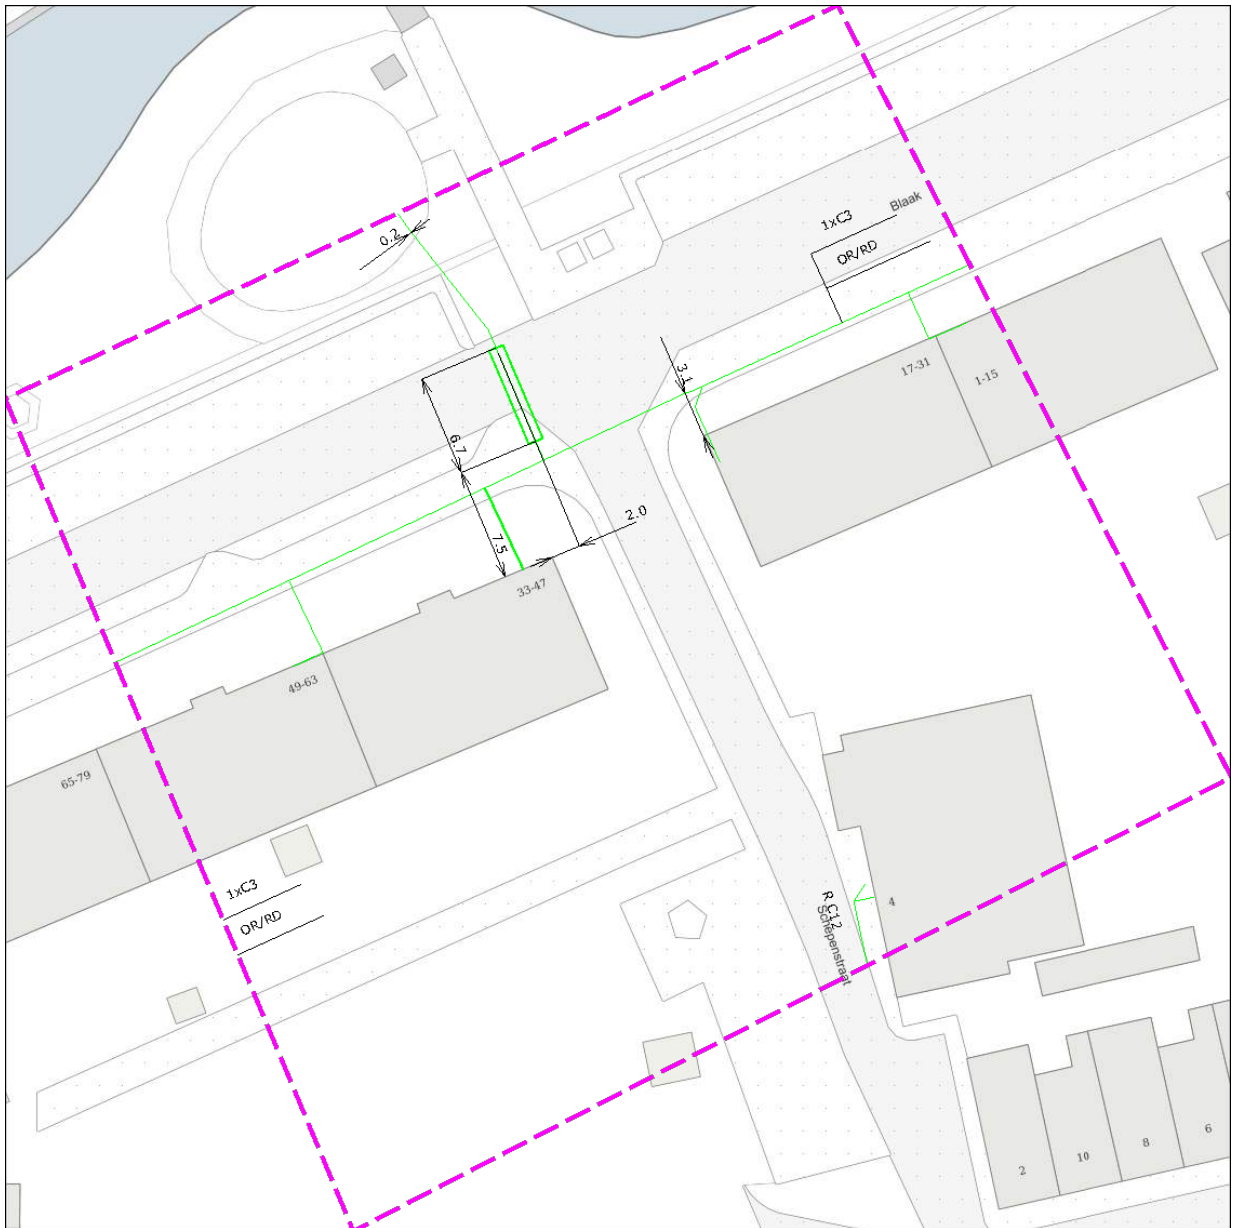 Blaak
1xC3
OR/RD
0.2
3.1
17-31
1-15
6.7
2.0
7.5
33-47
49-63
65-79
1xC3
OR/RD
R C12
Schepenstraat
4
2
10
8
6